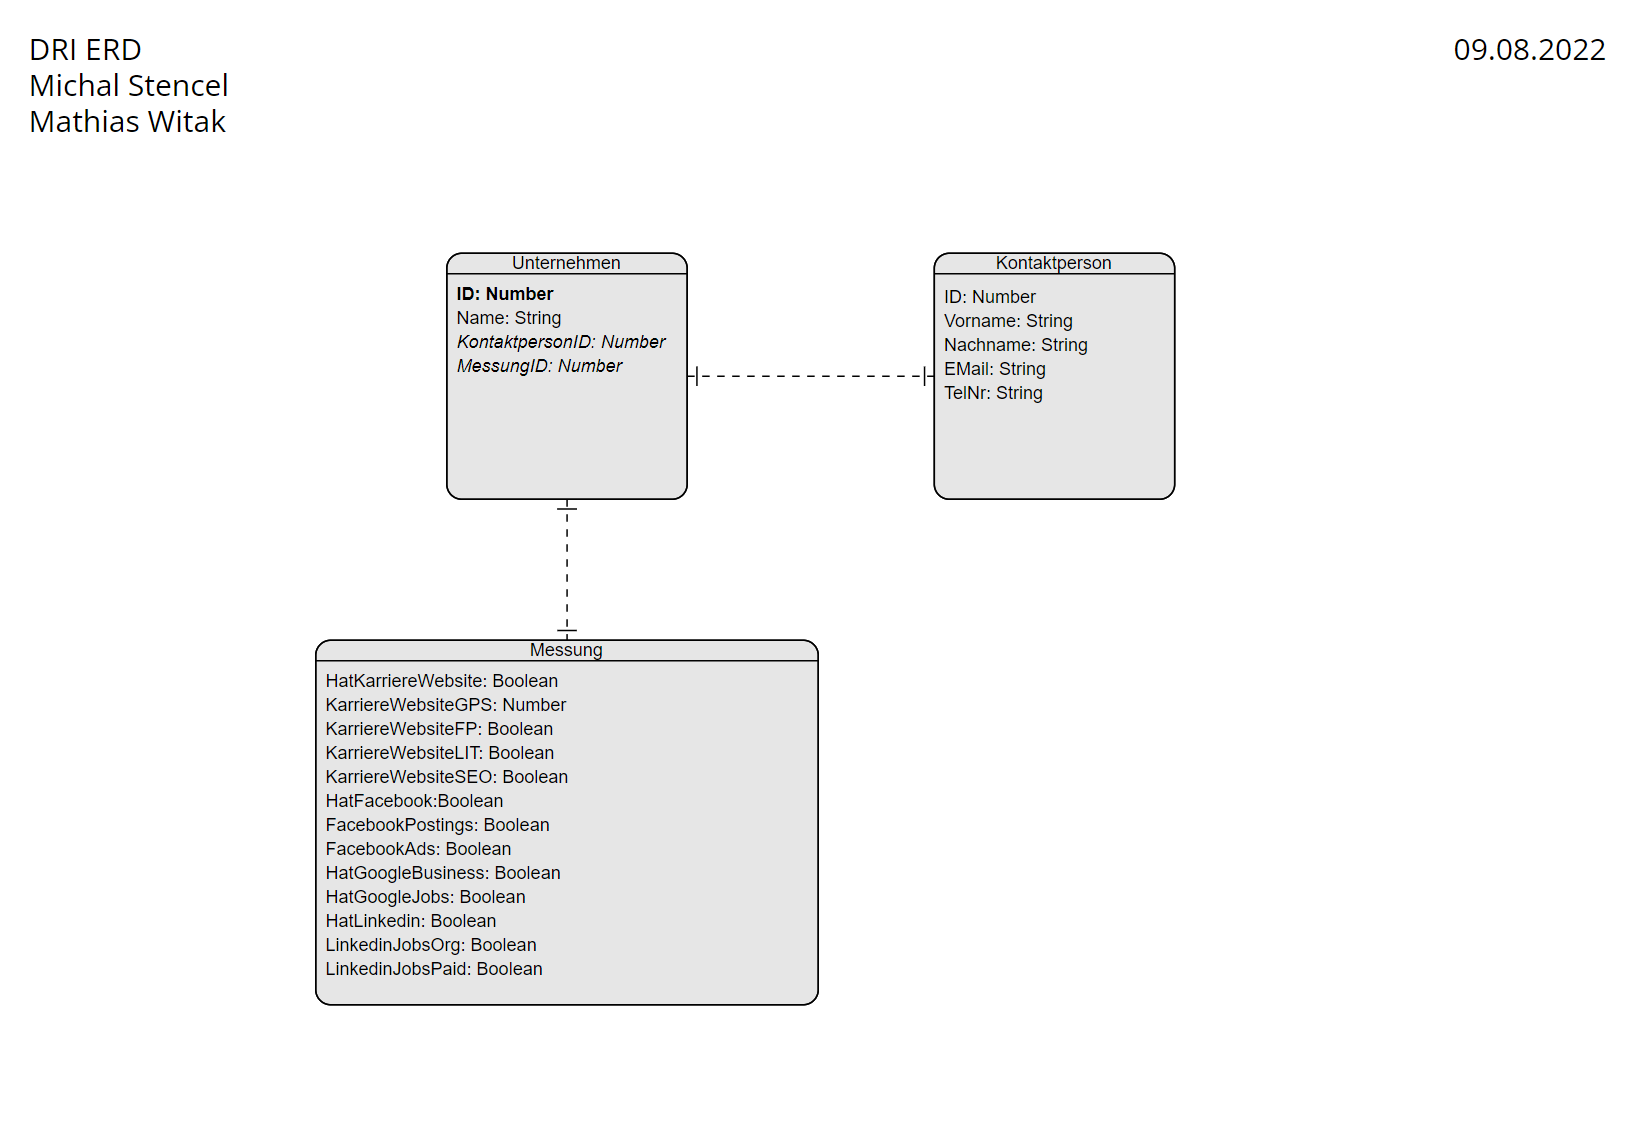 DRI ERD
Michal Stencel
Mathias Witak
09.08.2022
Unternehmen
ID: Number
Name: String
KontaktpersonID: Number
MessungID: Number
Kontaktperson
ID: Number
Vorname: String
Nachname: String
EMail: String
TelNr: String
Messung
HatKarriereWebsite: Boolean
KarriereWebsiteGPS: Number
KarriereWebsiteFP: Boolean
KarriereWebsiteLIT: Boolean
KarriereWebsiteSEO: Boolean
HatFacebook:Boolean
FacebookPostings: Boolean
FacebookAds: Boolean
HatGoogleBusiness: Boolean
HatGoogleJobs: Boolean
HatLinkedin: Boolean
LinkedinJobsOrg: Boolean
LinkedinJobsPaid: Boolean